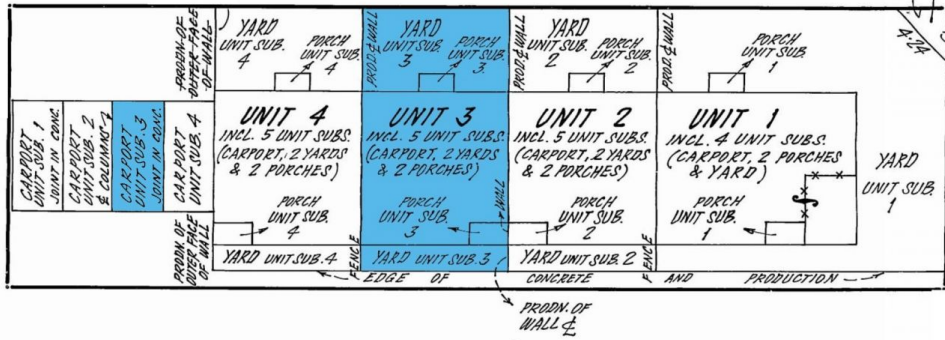 YARD
UNIT SUB.
4
PORCH
UNIT SUB.
4
YARD
UNIT SUB.
3
PORCH
UNIT SUB.
3.
YARD
UNIT SUB.
2
PORCH
UNIT SUB.
2
PORCH
UNIT SUB.
1
PRODN. OF
OUTER FACE
OF WALL
PROD ₵ WALL
PROD ₵ WALL
PROD. ₵ WALL
4·24
CARPORT
UNIT SUB. 1
JOINT IN CONC.
CARPORT
UNIT SUB. 2
₵ COLUMNS
CARPORT
UNIT SUB. 3
JOINT IN CONC.
CARPORT
UNIT SUB. 4
UNIT 4
INCL. 5 UNIT SUBS.
(CARPORT, 2 YARDS
& 2 PORCHES)
UNIT 3
INCL. 5 UNIT SUBS.
(CARPORT, 2 YARDS
& 2 PORCHES)
UNIT 2
INCL. 5 UNIT SUBS.
(CARPORT, 2 YARDS
& 2 PORCHES)
UNIT 1
INCL. 4 UNIT SUBS.
(CARPORT, 2 PORCHES
& YARD)
YARD
UNIT SUB.
1
PORCH
UNIT SUB.
4
PORCH
UNIT SUB.
3
₵ WALL
PORCH
UNIT SUB.
2
PORCH
UNIT SUB.
1
PRODN. OF
OUTER FACE
OF WALL
YARD UNIT SUB. 4
FENCE
YARD UNIT SUB. 3
YARD UNIT SUB. 2
FENCE
EDGE OF CONCRETE AND PRODUCTION
PRODN. OF
WALL ₵